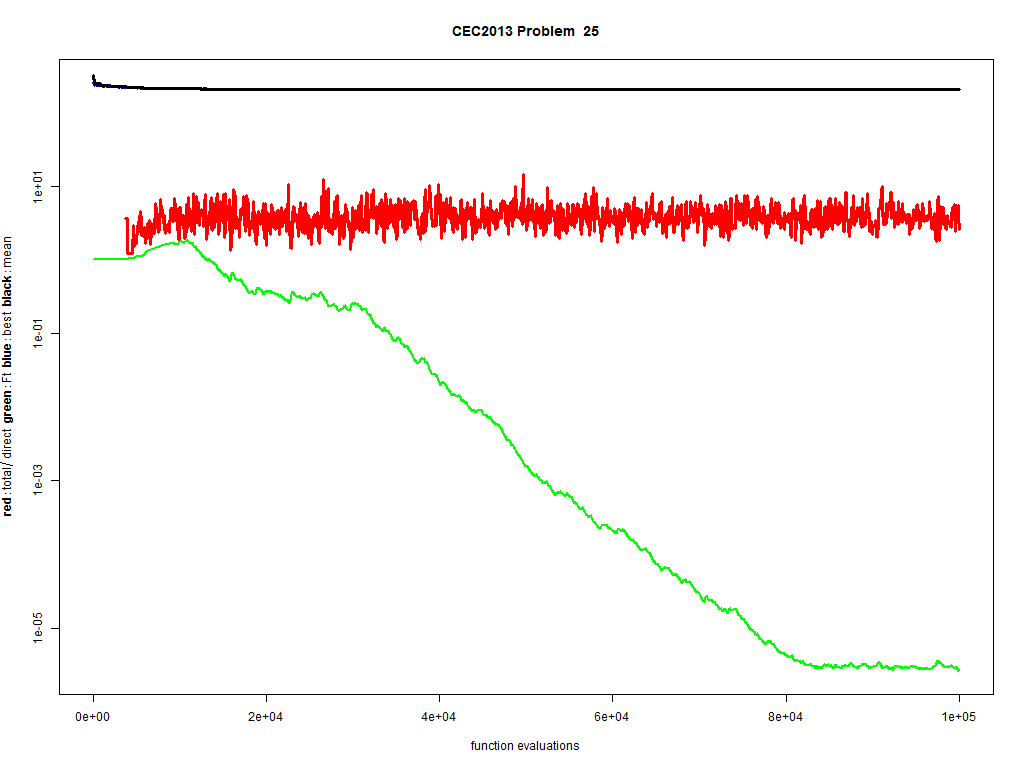 CEC2013 Problem  25
red : total/ direct green : Ft blue : best black : mean
1e+01
1e-01
1e-03
1e-05
0e+00 2e+04 4e+04 6e+04 8e+04 1e+05
function evaluations